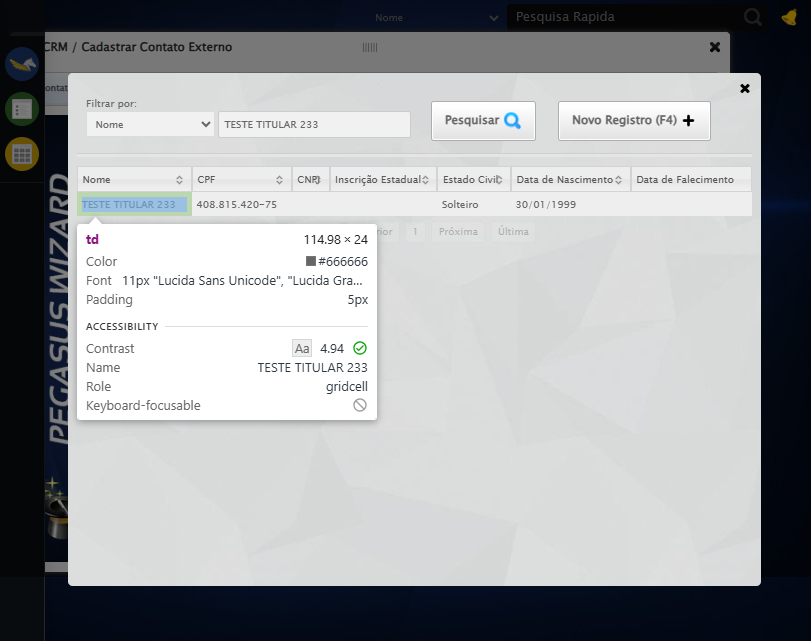 Nome
Pesquisa Rapida
CRM / Cadastrar Contato Externo
ontat
Filtrar por:
Nome
TESTE TITULAR 233
Pesquisar
Novo Registro (F4)
Nome
CPF
CNPJ
Inscrição Estadual
Estado Civil
Data de Nascimento
Data de Falecimento
TESTE TITULAR 233
408.815.420-75
Solteiro
30/01/1999
rior
1
Próxima
Última
td
114.98 × 24
Color
#666666
Font
11px "Lucida Sans Unicode", "Lucida Gra...
Padding
5px
ACCESSIBILITY
Contrast
Aa
4.94
Name
TESTE TITULAR 233
Role
gridcell
Keyboard-focusable
PEGASUS WIZARD